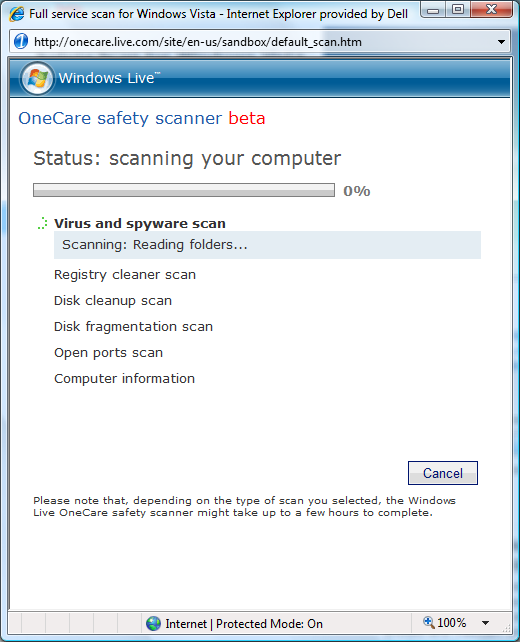 Full service scan for Windows Vista - Internet Explorer provided by Dell
http://onecare.live.com/site/en-us/sandbox/default_scan.htm
Windows Live™
OneCare safety scanner beta
Status: scanning your computer
0%
Virus and spyware scan
Scanning: Reading folders...
Registry cleaner scan
Disk cleanup scan
Disk fragmentation scan
Open ports scan
Computer information
Cancel
Please note that, depending on the type of scan you selected, the Windows
Live OneCare safety scanner might take up to a few hours to complete.
Internet | Protected Mode: On
100%